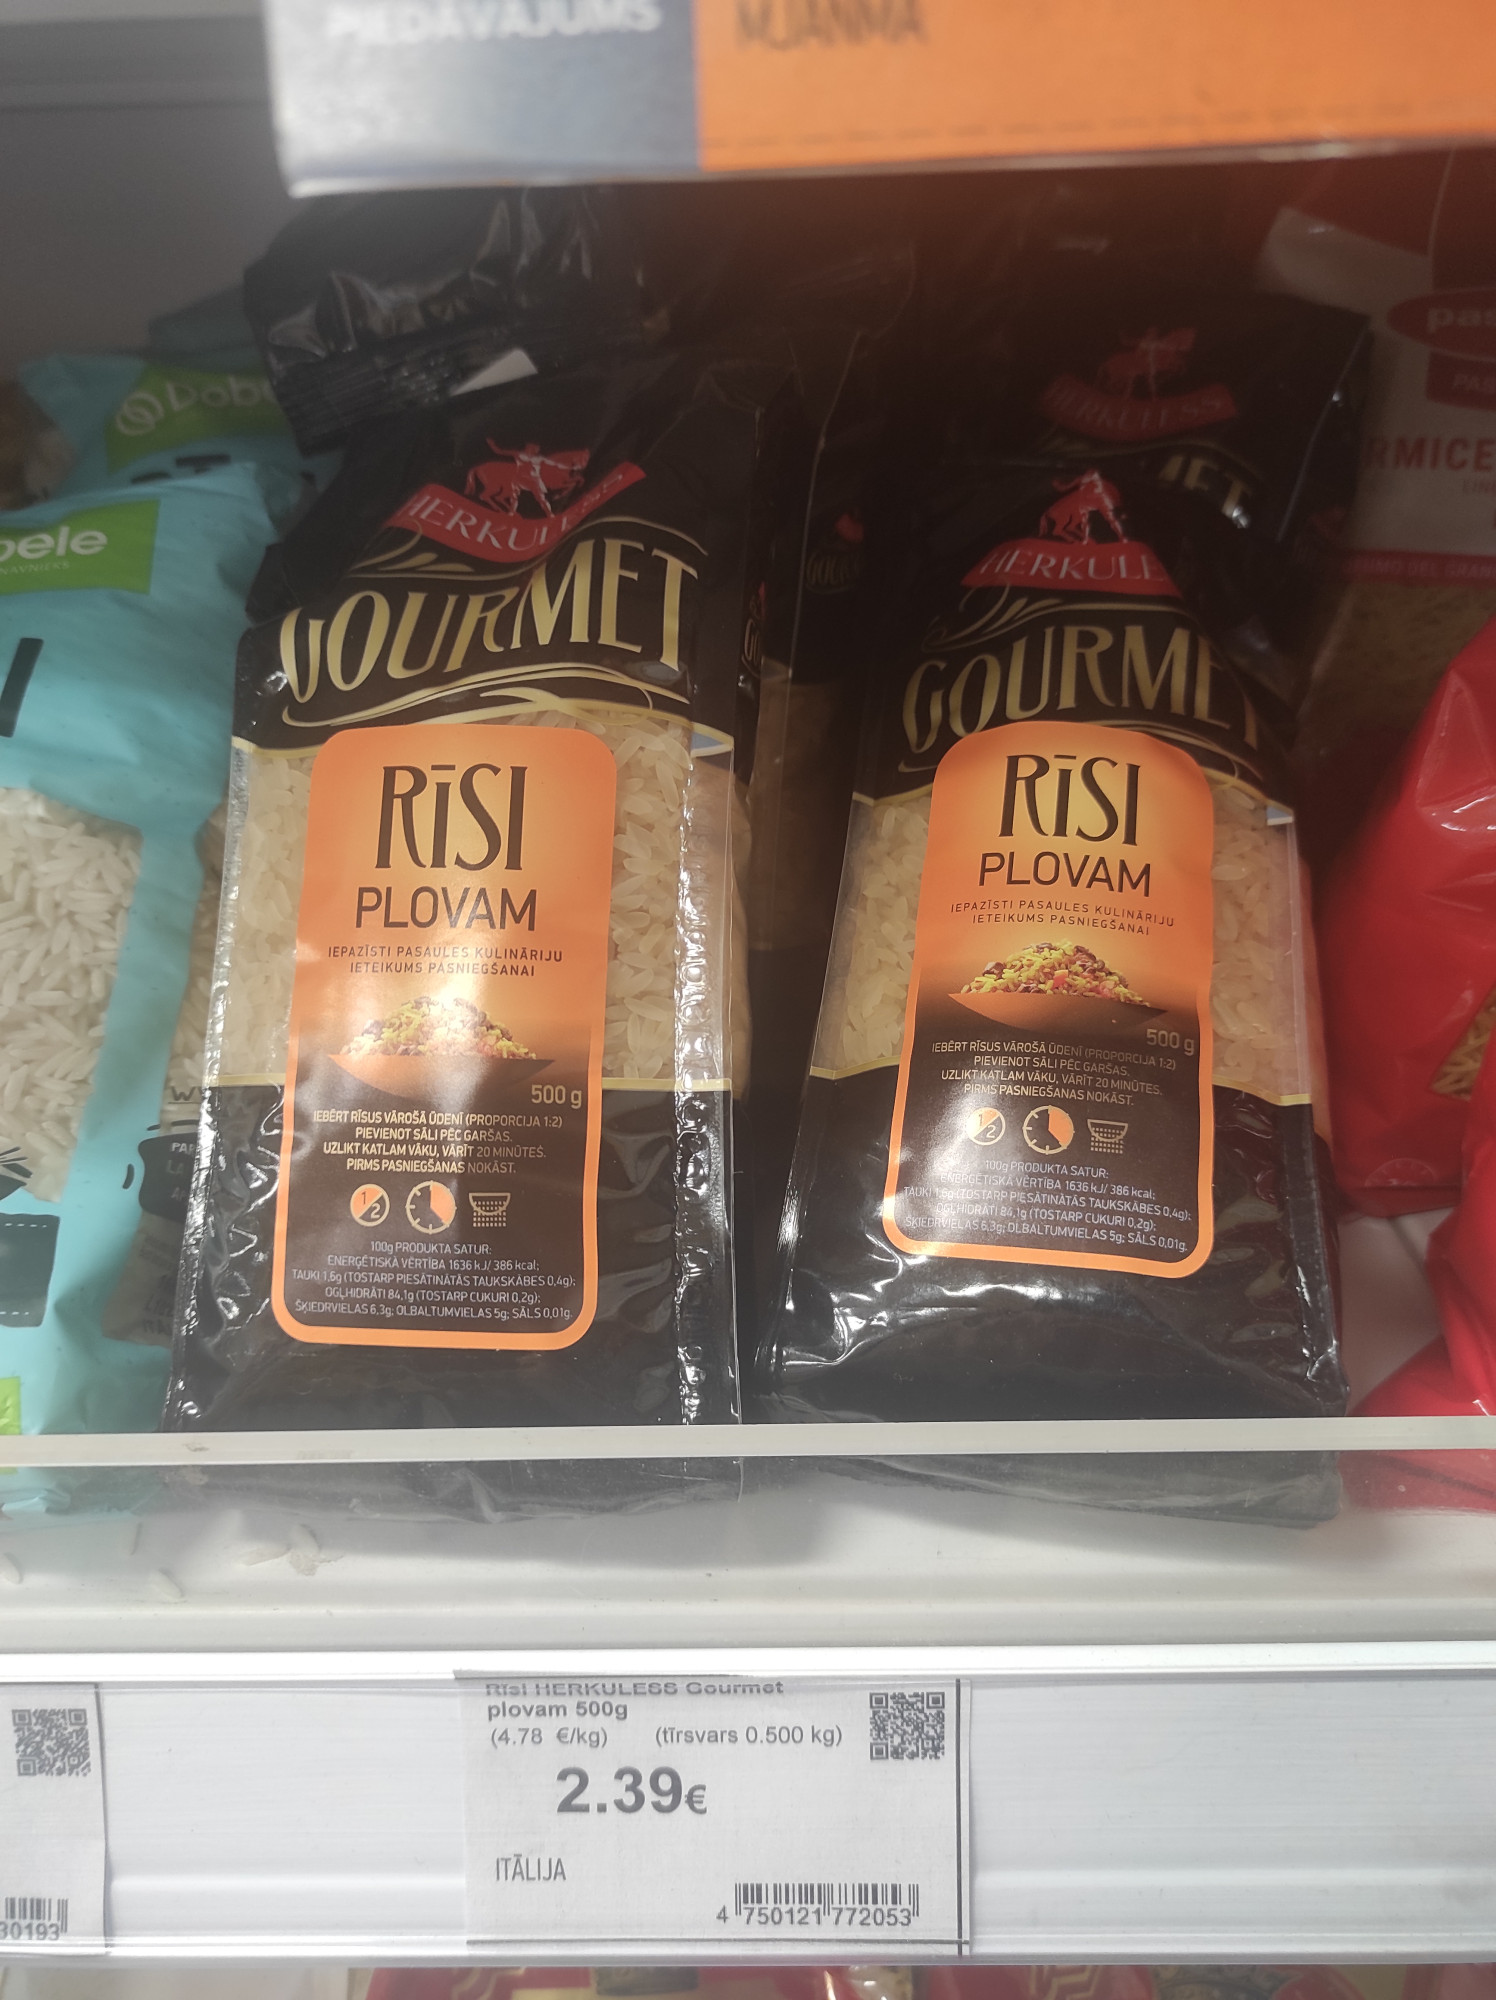 PIEDĀVĀJUMS
MJANMA
Dobele
HERKULESS
GOURMET
RĪSI
PLOVAM
IEPAZĪSTI PASAULES KULINĀRIJU
IETEIKUMS PASNIEGŠANAI
500 g
IEBĒRT RĪSUS VĀROŠĀ ŪDENĪ (PROPORCIJA 1:2)
PIEVIENOT SĀLI PĒC GARŠAS.
UZLIKT KATLAM VĀKU, VĀRĪT 20 MINŪTES.
PIRMS PASNIEGŠANAS NOKĀST.
1/2
100g PRODUKTA SATUR:
ENERĢĒTISKĀ VĒRTĪBA 1636 kJ/ 386 kcal;
TAUKI 1,6g (TOSTARP PIESĀTINĀTĀS TAUKSKĀBES 0,4g);
OGĻHIDRĀTI 84,1g (TOSTARP CUKURI 0,2g);
ŠĶIEDRVIELAS 6,3g; OLBALTUMVIELAS 5g; SĀLS 0,01g.
HERKULESS
HERKULE
GOURMET
RĪSI
PLOVAM
IEPAZĪSTI PASAULES KULINĀRIJU
IETEIKUMS PASNIEGŠANAI
500 g
IEBĒRT RĪSUS VĀROŠĀ ŪDENĪ (PROPORCIJA 1:2)
PIEVIENOT SĀLI PĒC GARŠAS.
UZLIKT KATLAM VĀKU, VĀRĪT 20 MINŪTES.
PIRMS PASNIEGŠANAS NOKĀST.
1/2
100g PRODUKTA SATUR:
ENERĢĒTISKĀ VĒRTĪBA 1636 kJ/ 386 kcal;
TAUKI 1,6g (TOSTARP PIESĀTINĀTĀS TAUKSKĀBES 0,4g);
OGĻHIDRĀTI 84,1g (TOSTARP CUKURI 0,2g);
ŠĶIEDRVIELAS 6,3g; OLBALTUMVIELAS 5g; SĀLS 0,01g.
Rīsi HERKULESS Gourmet
plovam 500g
(4.78 €/kg) (tīrsvars 0.500 kg)
2.39€
ITĀLIJA
4 750121 772053
30193